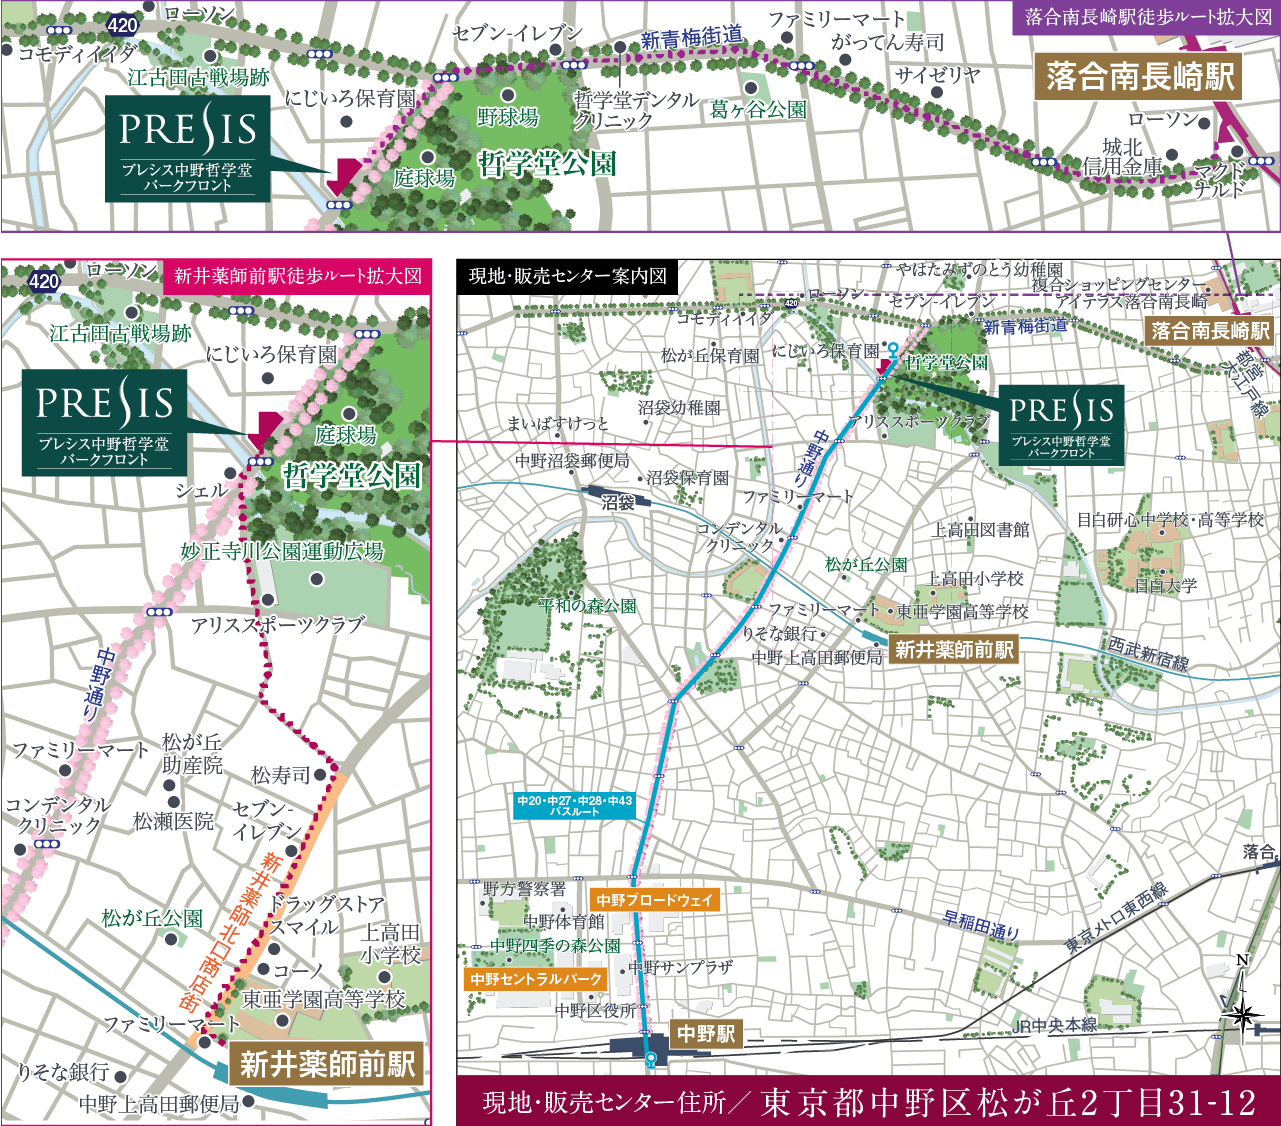 落合南長崎駅徒歩ルート拡大図
420
ローソン
コモディイイダ
江古田古戦場跡
セブン-イレブン
新青梅街道
ファミリーマート
がってん寿司
サイゼリヤ
落合南長崎駅
にじいろ保育園
野球場
哲学堂デンタル
クリニック
葛ヶ谷公園
ローソン
城北
信用金庫
マクド
ナルド
PRESIS
プレシス中野哲学堂
パークフロント
庭球場
哲学堂公園
新井薬師前駅徒歩ルート拡大図
420
ローソン
江古田古戦場跡
にじいろ保育園
PRESIS
プレシス中野哲学堂
パークフロント
庭球場
哲学堂公園
シェル
妙正寺川公園運動広場
アリススポーツクラブ
中野通り
ファミリーマート
松が丘
助産院
松寿司
コンデンタル
クリニック
松瀬医院
セブン-
イレブン
新井薬師北口商店街
ドラッグストア
スマイル
松が丘公園
上高田
小学校
コーノ
東亜学園高等学校
ファミリーマート
新井薬師前駅
りそな銀行
中野上高田郵便局
現地・販売センター案内図
やはたみずのとう幼稚園
複合ショッピングセンター
アイテラス落合南長崎
420
ローソン
セブン-イレブン
コモディイイダ
新青梅街道
落合南長崎駅
松が丘保育園
にじいろ保育園
哲学堂公園
都営
大江戸線
PRESIS
プレシス中野哲学堂
パークフロント
沼袋幼稚園
まいばすけっと
アリススポーツクラブ
中野通り
中野沼袋郵便局
沼袋保育園
沼袋
ファミリーマート
コンデンタル
クリニック
上高田図書館
目白研心中学校・高等学校
松が丘公園
上高田小学校
目白大学
平和の森公園
ファミリーマート
東亜学園高等学校
りそな銀行
中野上高田郵便局
新井薬師前駅
西武新宿線
中20・中27・中28・中43
バスルート
落合
野方警察署
中野ブロードウェイ
中野体育館
早稲田通り
東京メトロ東西線
中野四季の森公園
中野サンプラザ
中野セントラルパーク
中野区役所
中野駅
JR中央本線
N
現地・販売センター住所／東京都中野区松が丘2丁目31-12